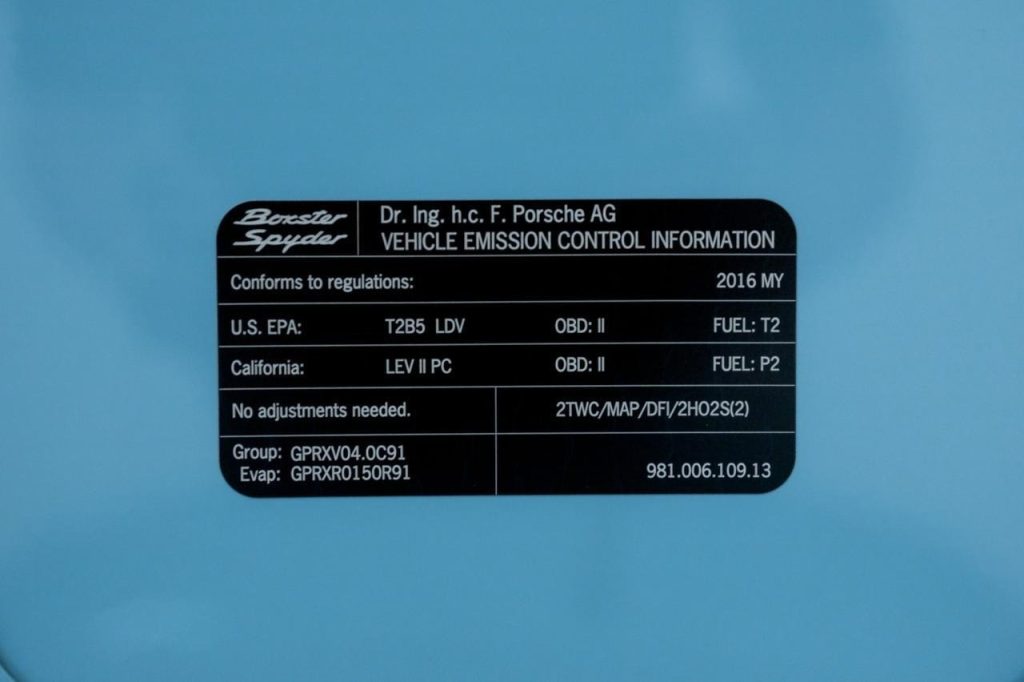 Boxster
Spyder
Dr. Ing. h.c. F. Porsche AG
VEHICLE EMISSION CONTROL INFORMATION
Conforms to regulations: 2016 MY
U.S. EPA: T2B5 LDV OBD: II FUEL: T2
California: LEV II PC OBD: II FUEL: P2
No adjustments needed. 2TWC/MAP/DFI/2HO2S(2)
Group: GPRXV04.0C91
Evap: GPRXR0150R91
981.006.109.13